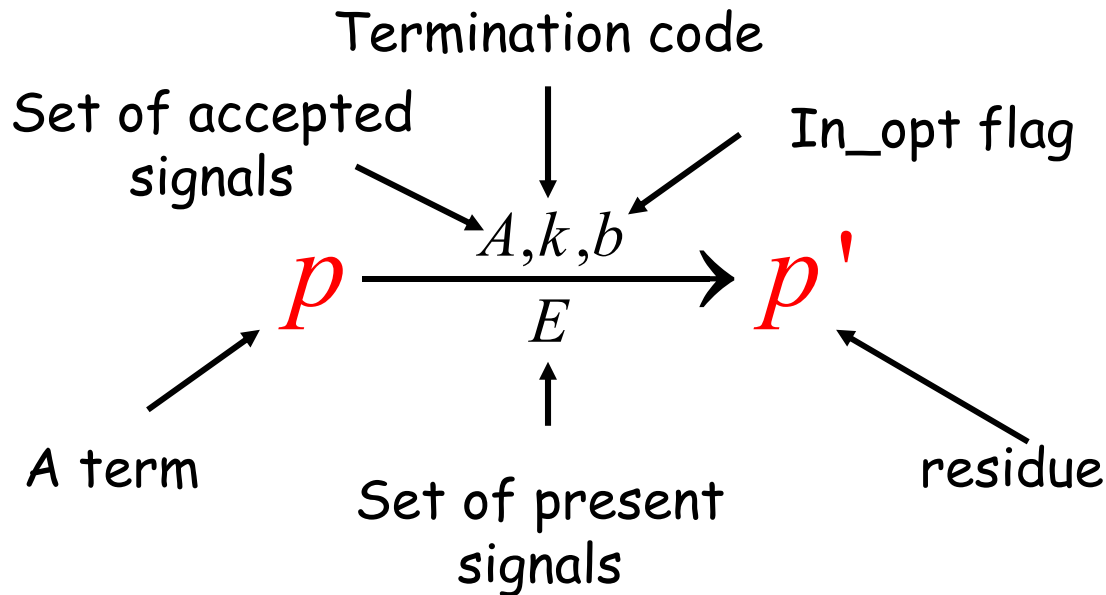 Termination code
Set of accepted
signals
In_opt flag
A,k,b
p
p'
E
A term
residue
Set of present
signals